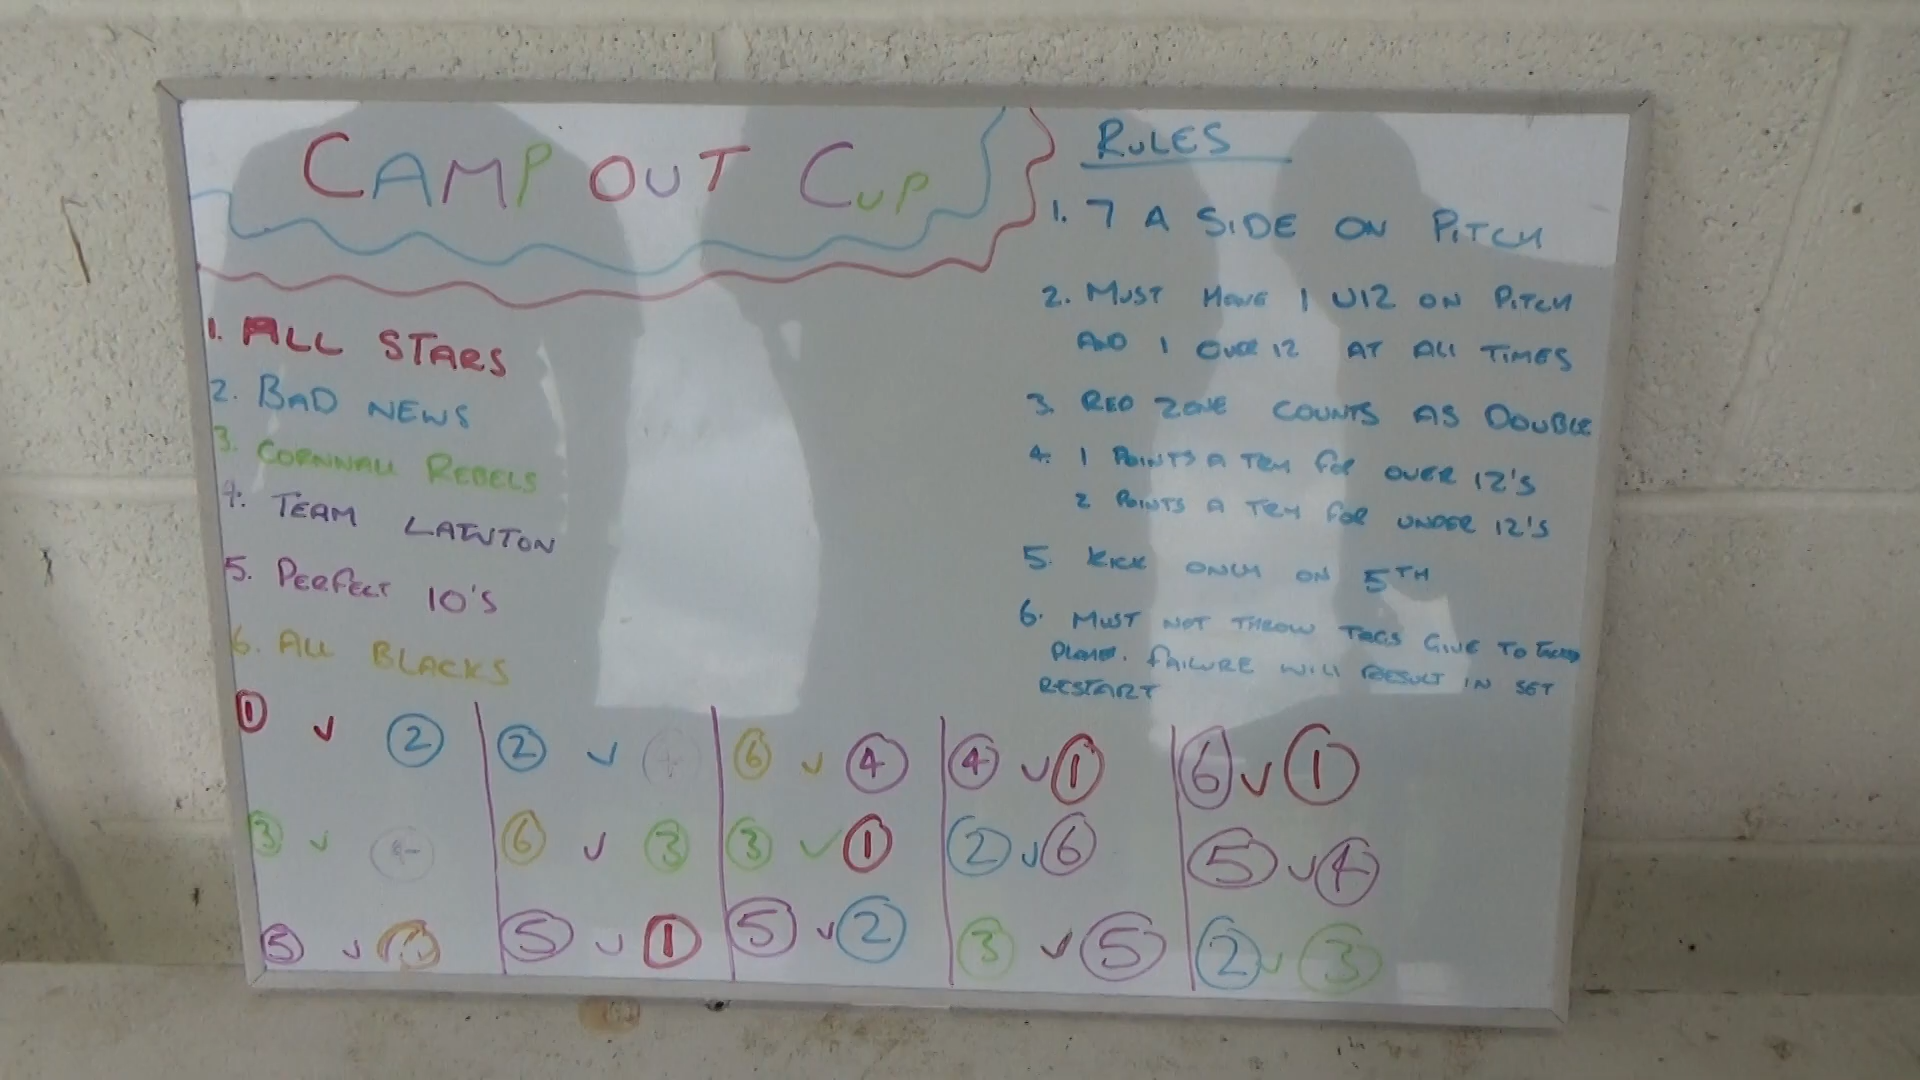 CAMP OUT CUP
1. ALL STARS
2. BAD NEWS
3. CORNWALL REBELS
4. TEAM LAWTON
5. PERFECT 10'S
6. ALL BLACKS
RULES
1. 7 A SIDE ON PITCH
2. MUST HAVE 1 U12 ON PITCH
AND 1 OVER 12 AT ALL TIMES
3. RED ZONE COUNTS AS DOUBLE
4. 1 POINTS A TRY FOR OVER 12'S
2 POINTS A TRY FOR UNDER 12'S
5. KICK ONLY ON 5TH
6. MUST NOT THROW TAGS GIVE TO
PLAYER. FAILURE WILL RESULT IN SET
RESTART
1 v 2
3 v 4
5 v
2 v 4
6 v 3
5 v 1
6 v 4
3 v 1
5 v 2
4 v 1
2 v 6
3 v 5
6 v 1
5 v 4
2 v 3